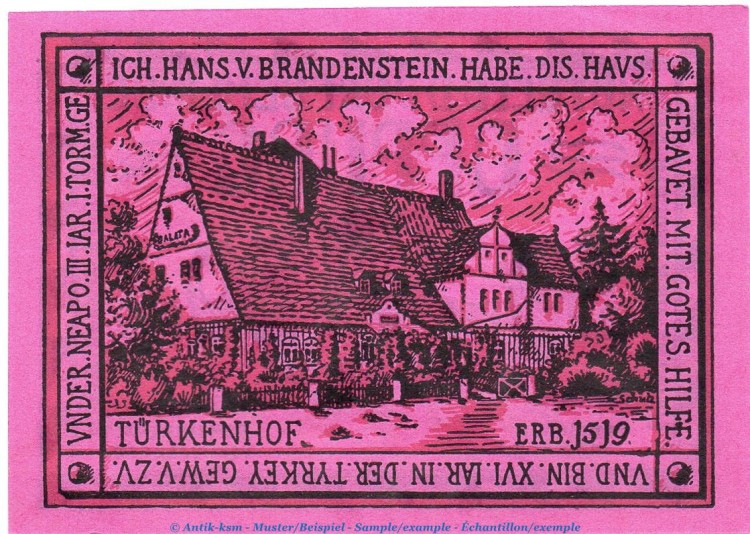 ICH.HANS.V.BRANDENSTEIN.HABE.DIS.HAVS.
GEBAVET.MIT.GOTES.HILFE.
VND.BIN.XVI.IAR.IN.DER.TYRKEY.GEW.V.ZV.
VNDER.NEAPO.III.IAR.I.TORM.GE
TÜRKENHOF
ERB.1519.
© Antik-ksm - Muster/Beispiel - Sample/example - Échantillon/exemple